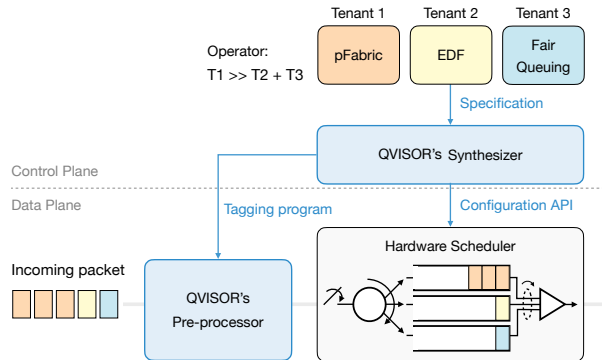 Tenant 1
Tenant 2
Tenant 3
Operator:
T1 >> T2 + T3
pFabric
EDF
Fair
Queuing
Specification
QVISOR's Synthesizer
Control Plane
Data Plane
Tagging program
Configuration API
Incoming packet
QVISOR's
Pre-processor
Hardware Scheduler